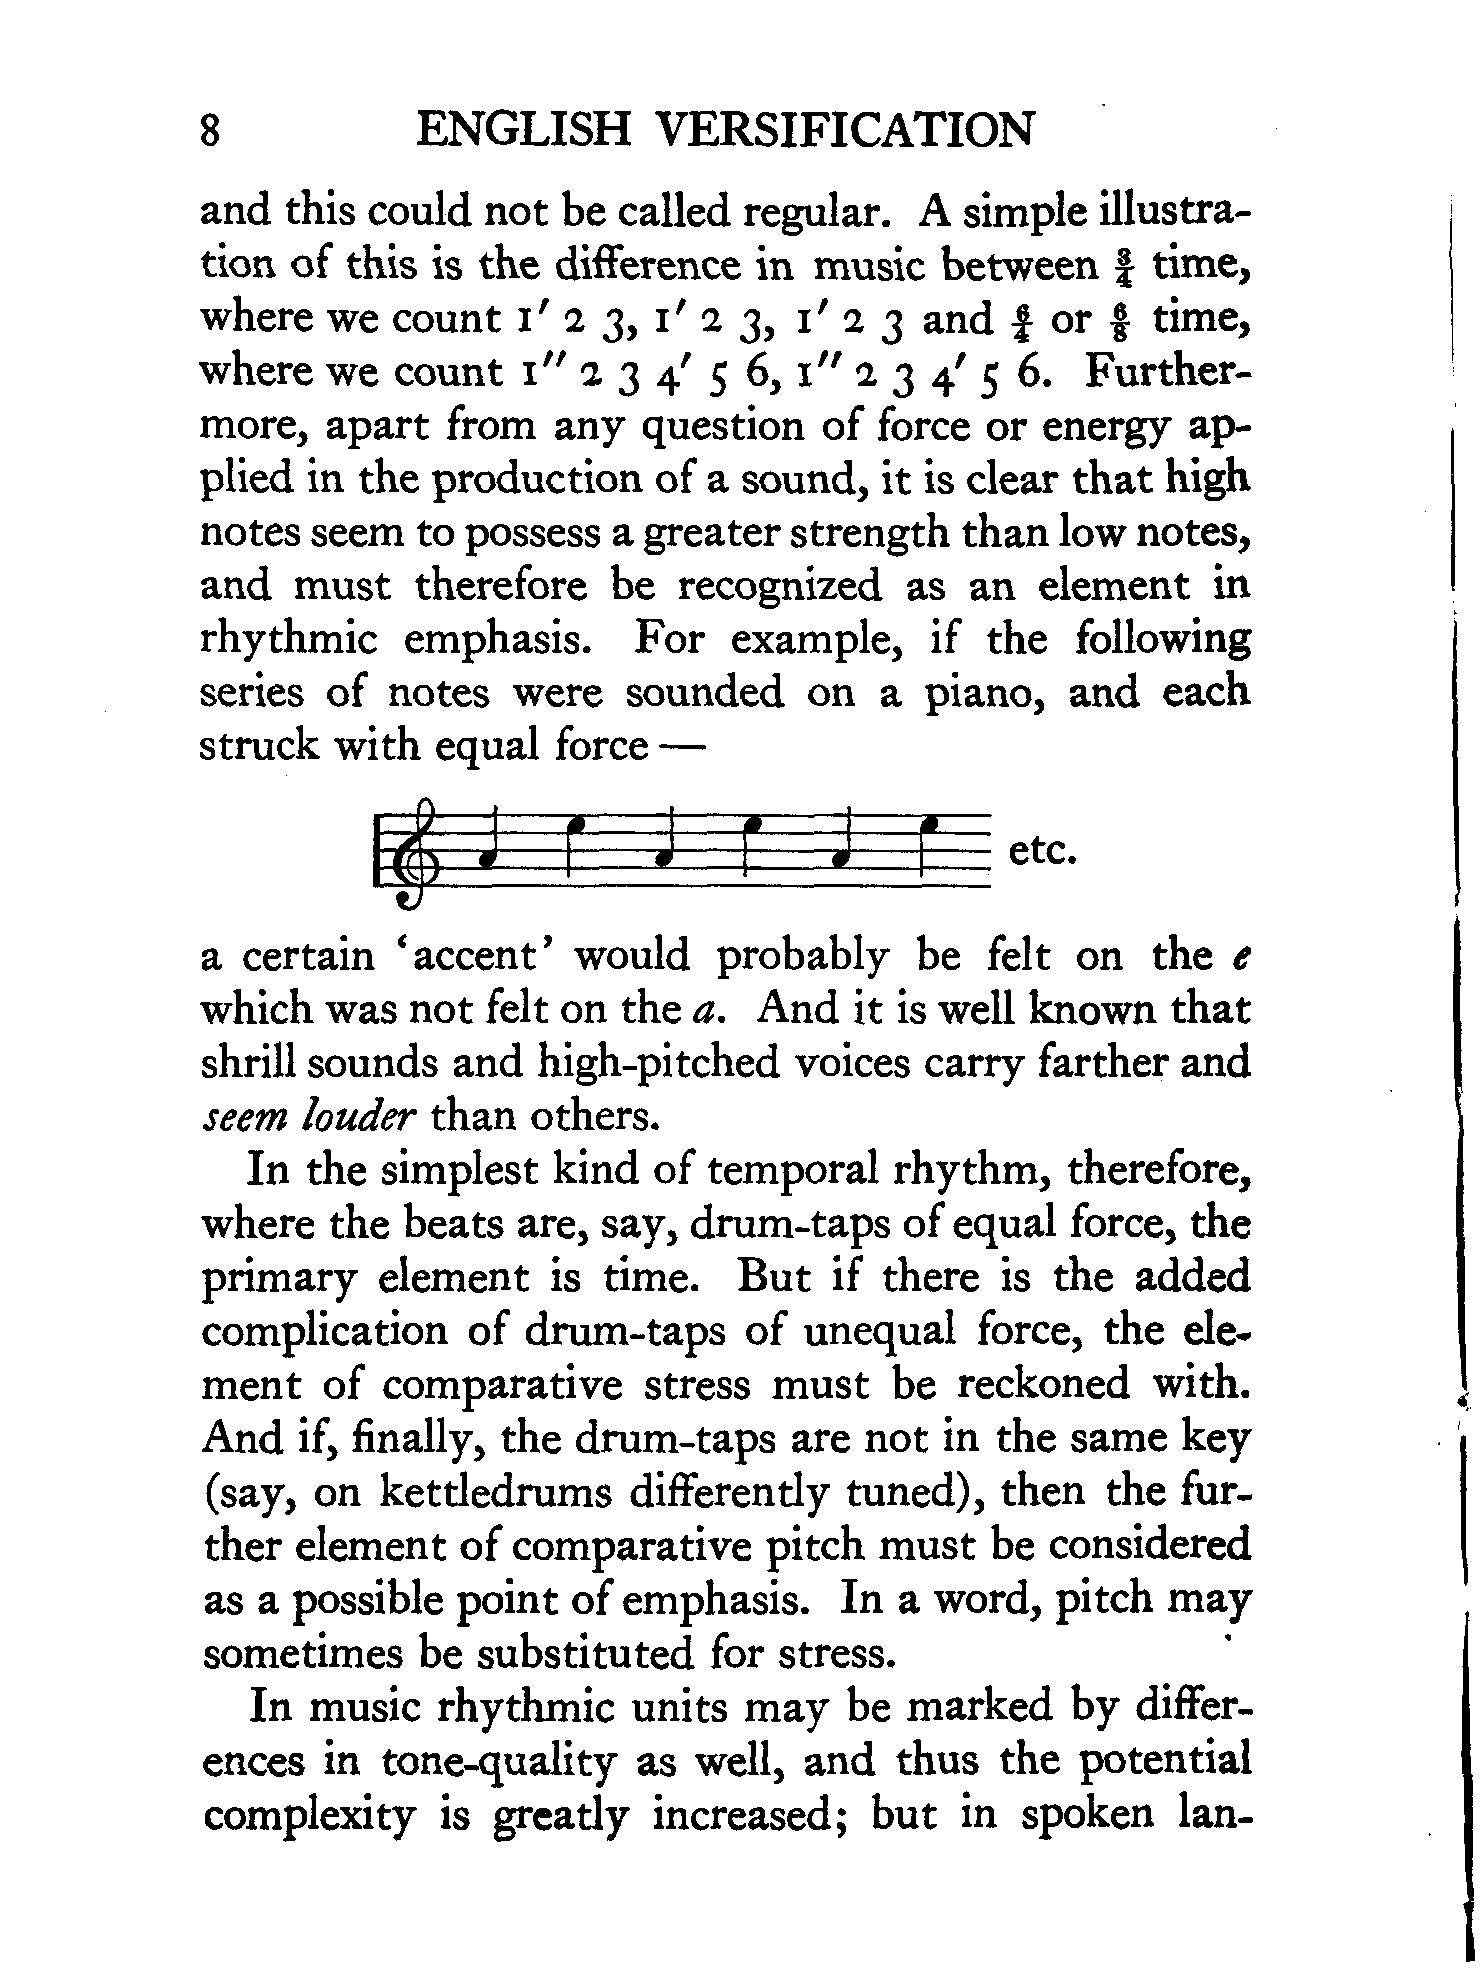 8 ENGLISH VERSIFICATION
and this could not be called regular. A simple illustra-
tion of this is the difference in music between 3/4 time,
where we count 1′ 2 3, 1′ 2 3, 1′ 2 3 and 6/4 or 6/8 time,
where we count 1″ 2 3 4′ 5 6, 1″ 2 3 4′ 5 6. Further-
more, apart from any question of force or energy ap-
plied in the production of a sound, it is clear that high
notes seem to possess a greater strength than low notes,
and must therefore be recognized as an element in
rhythmic emphasis. For example, if the following
series of notes were sounded on a piano, and each
struck with equal force —
etc.
a certain ‘accent’ would probably be felt on the e
which was not felt on the a. And it is well known that
shrill sounds and high-pitched voices carry farther and
seem louder than others.
In the simplest kind of temporal rhythm, therefore,
where the beats are, say, drum-taps of equal force, the
primary element is time. But if there is the added
complication of drum-taps of unequal force, the ele-
ment of comparative stress must be reckoned with.
And if, finally, the drum-taps are not in the same key
(say, on kettledrums differently tuned), then the fur-
ther element of comparative pitch must be considered
as a possible point of emphasis. In a word, pitch may
sometimes be substituted for stress.
In music rhythmic units may be marked by differ-
ences in tone-quality as well, and thus the potential
complexity is greatly increased; but in spoken lan-